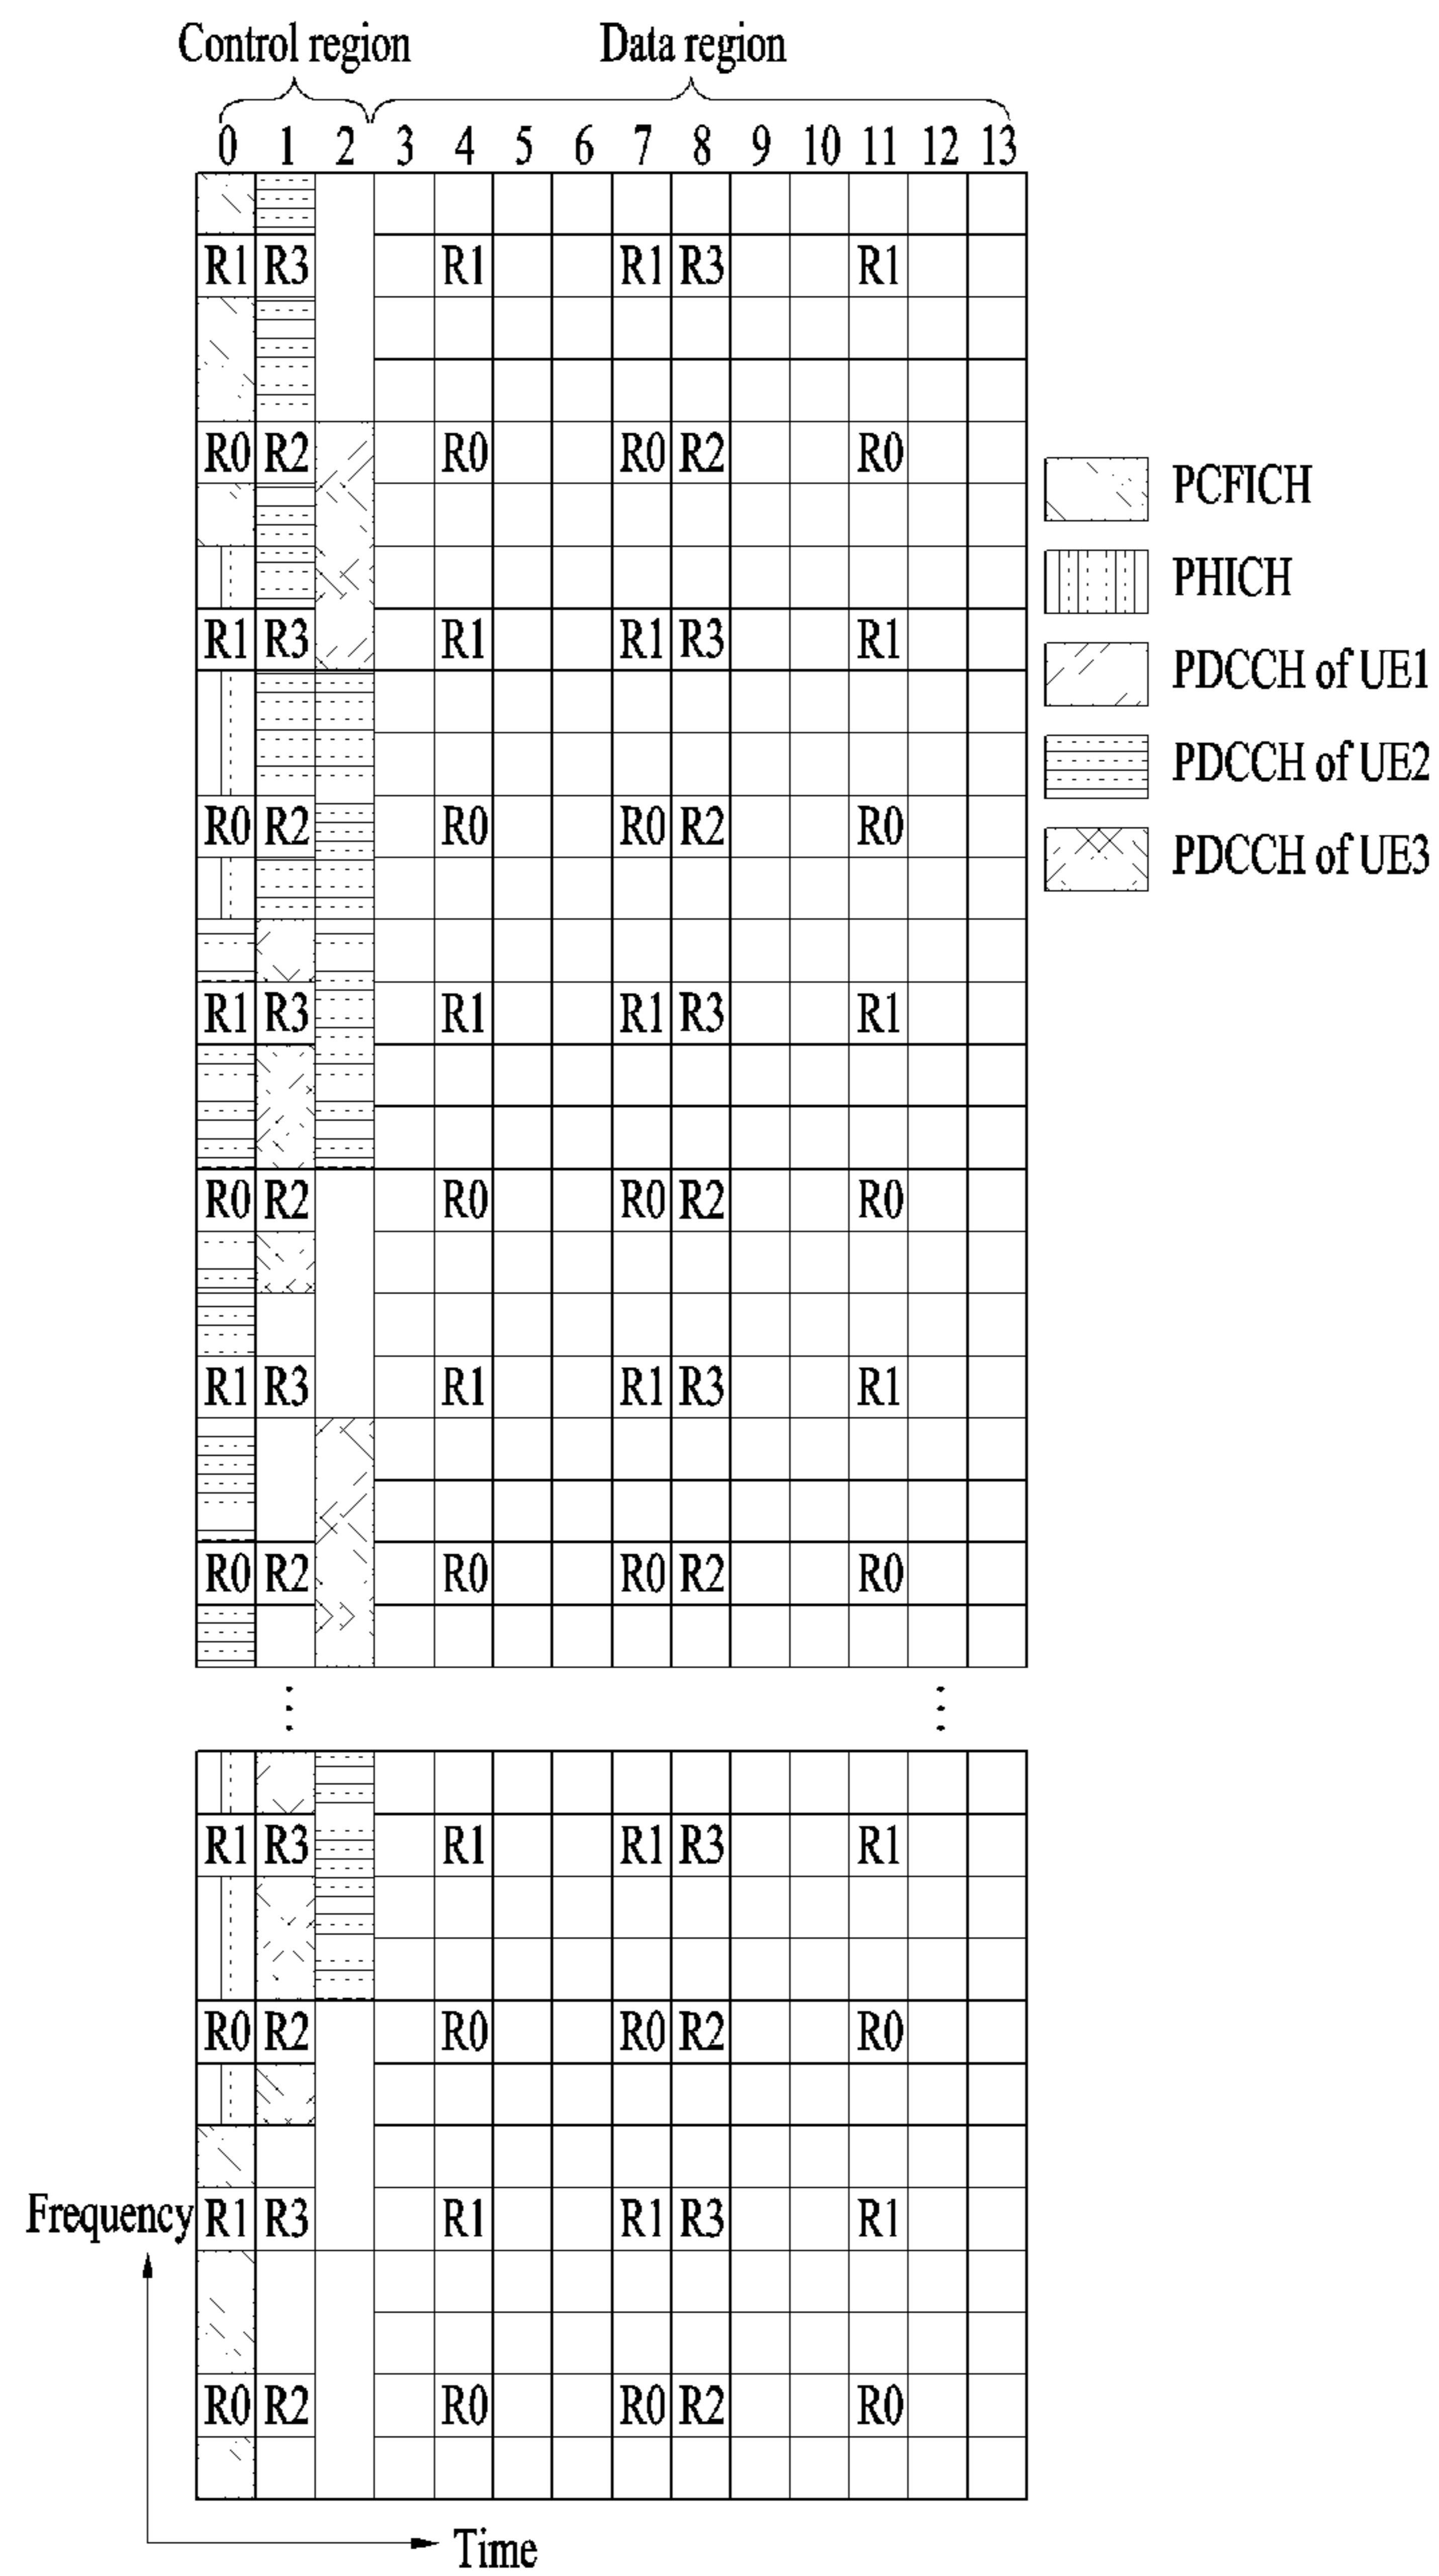 Control region Data region
0 1 2 3 4 5 6 7 8 9 10 11 12 13
R1 R3 R1 R1 R3 R1
R0 R2 R0 R0 R2 R0
PCFICH
PHICH
R1 R3 R1 R1 R3 R1
PDCCH of UE1
PDCCH of UE2
R0 R2 R0 R0 R2 R0
PDCCH of UE3
R1 R3 R1 R1 R3 R1
R0 R2 R0 R0 R2 R0
R1 R3 R1 R1 R3 R1
R0 R2 R0 R0 R2 R0
R1 R3 R1 R1 R3 R1
R0 R2 R0 R0 R2 R0
Frequency R1 R3 R1 R1 R3 R1
R0 R2 R0 R0 R2 R0
Time